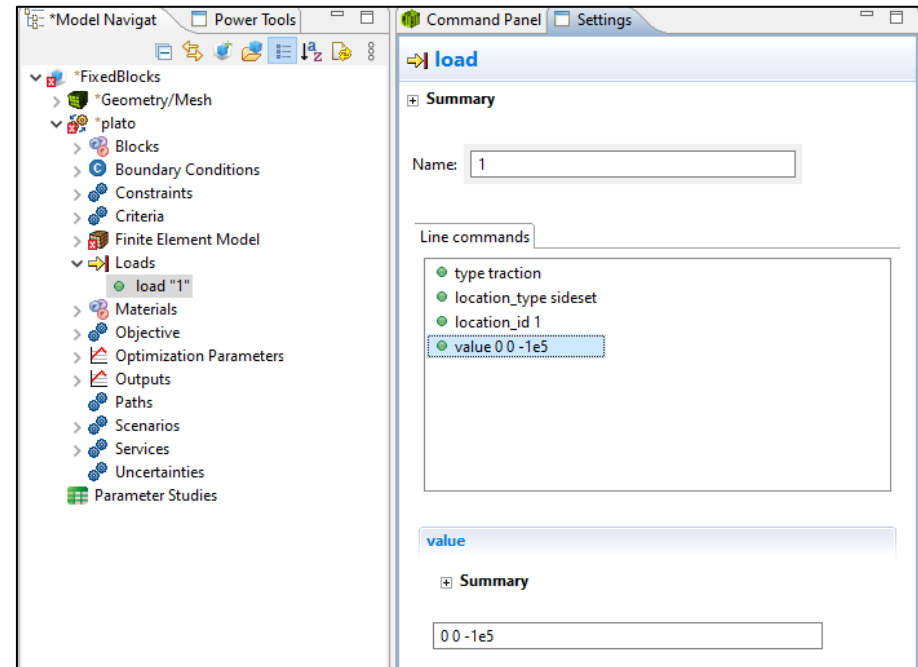 *Model Navigat
Power Tools
*FixedBlocks
*Geometry/Mesh
*plato
Blocks
Boundary Conditions
Constraints
Criteria
Finite Element Model
Loads
load "1"
Materials
Objective
Optimization Parameters
Outputs
Paths
Scenarios
Services
Uncertainties
Parameter Studies
Command Panel
Settings
load
Summary
Name: 1
Line commands
type traction
location_type sideset
location_id 1
value 0 0 -1e5
value
Summary
0 0 -1e5